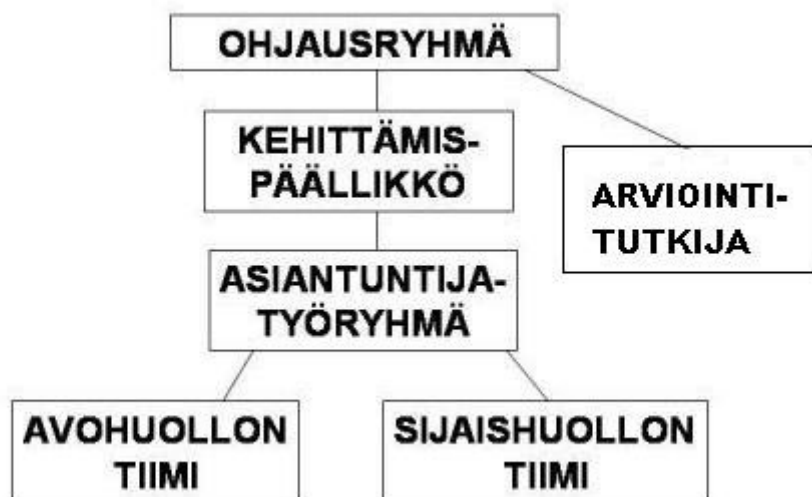 OHJAUSRYHMÄ
KEHITTÄMIS-
PÄÄLLIKKÖ
ARVIOINTI-
TUTKIJA
ASIANTUNTIJA-
TYÖRYHMÄ
AVOHUOLLON
TIIMI
SIJAISHUOLLON
TIIMI